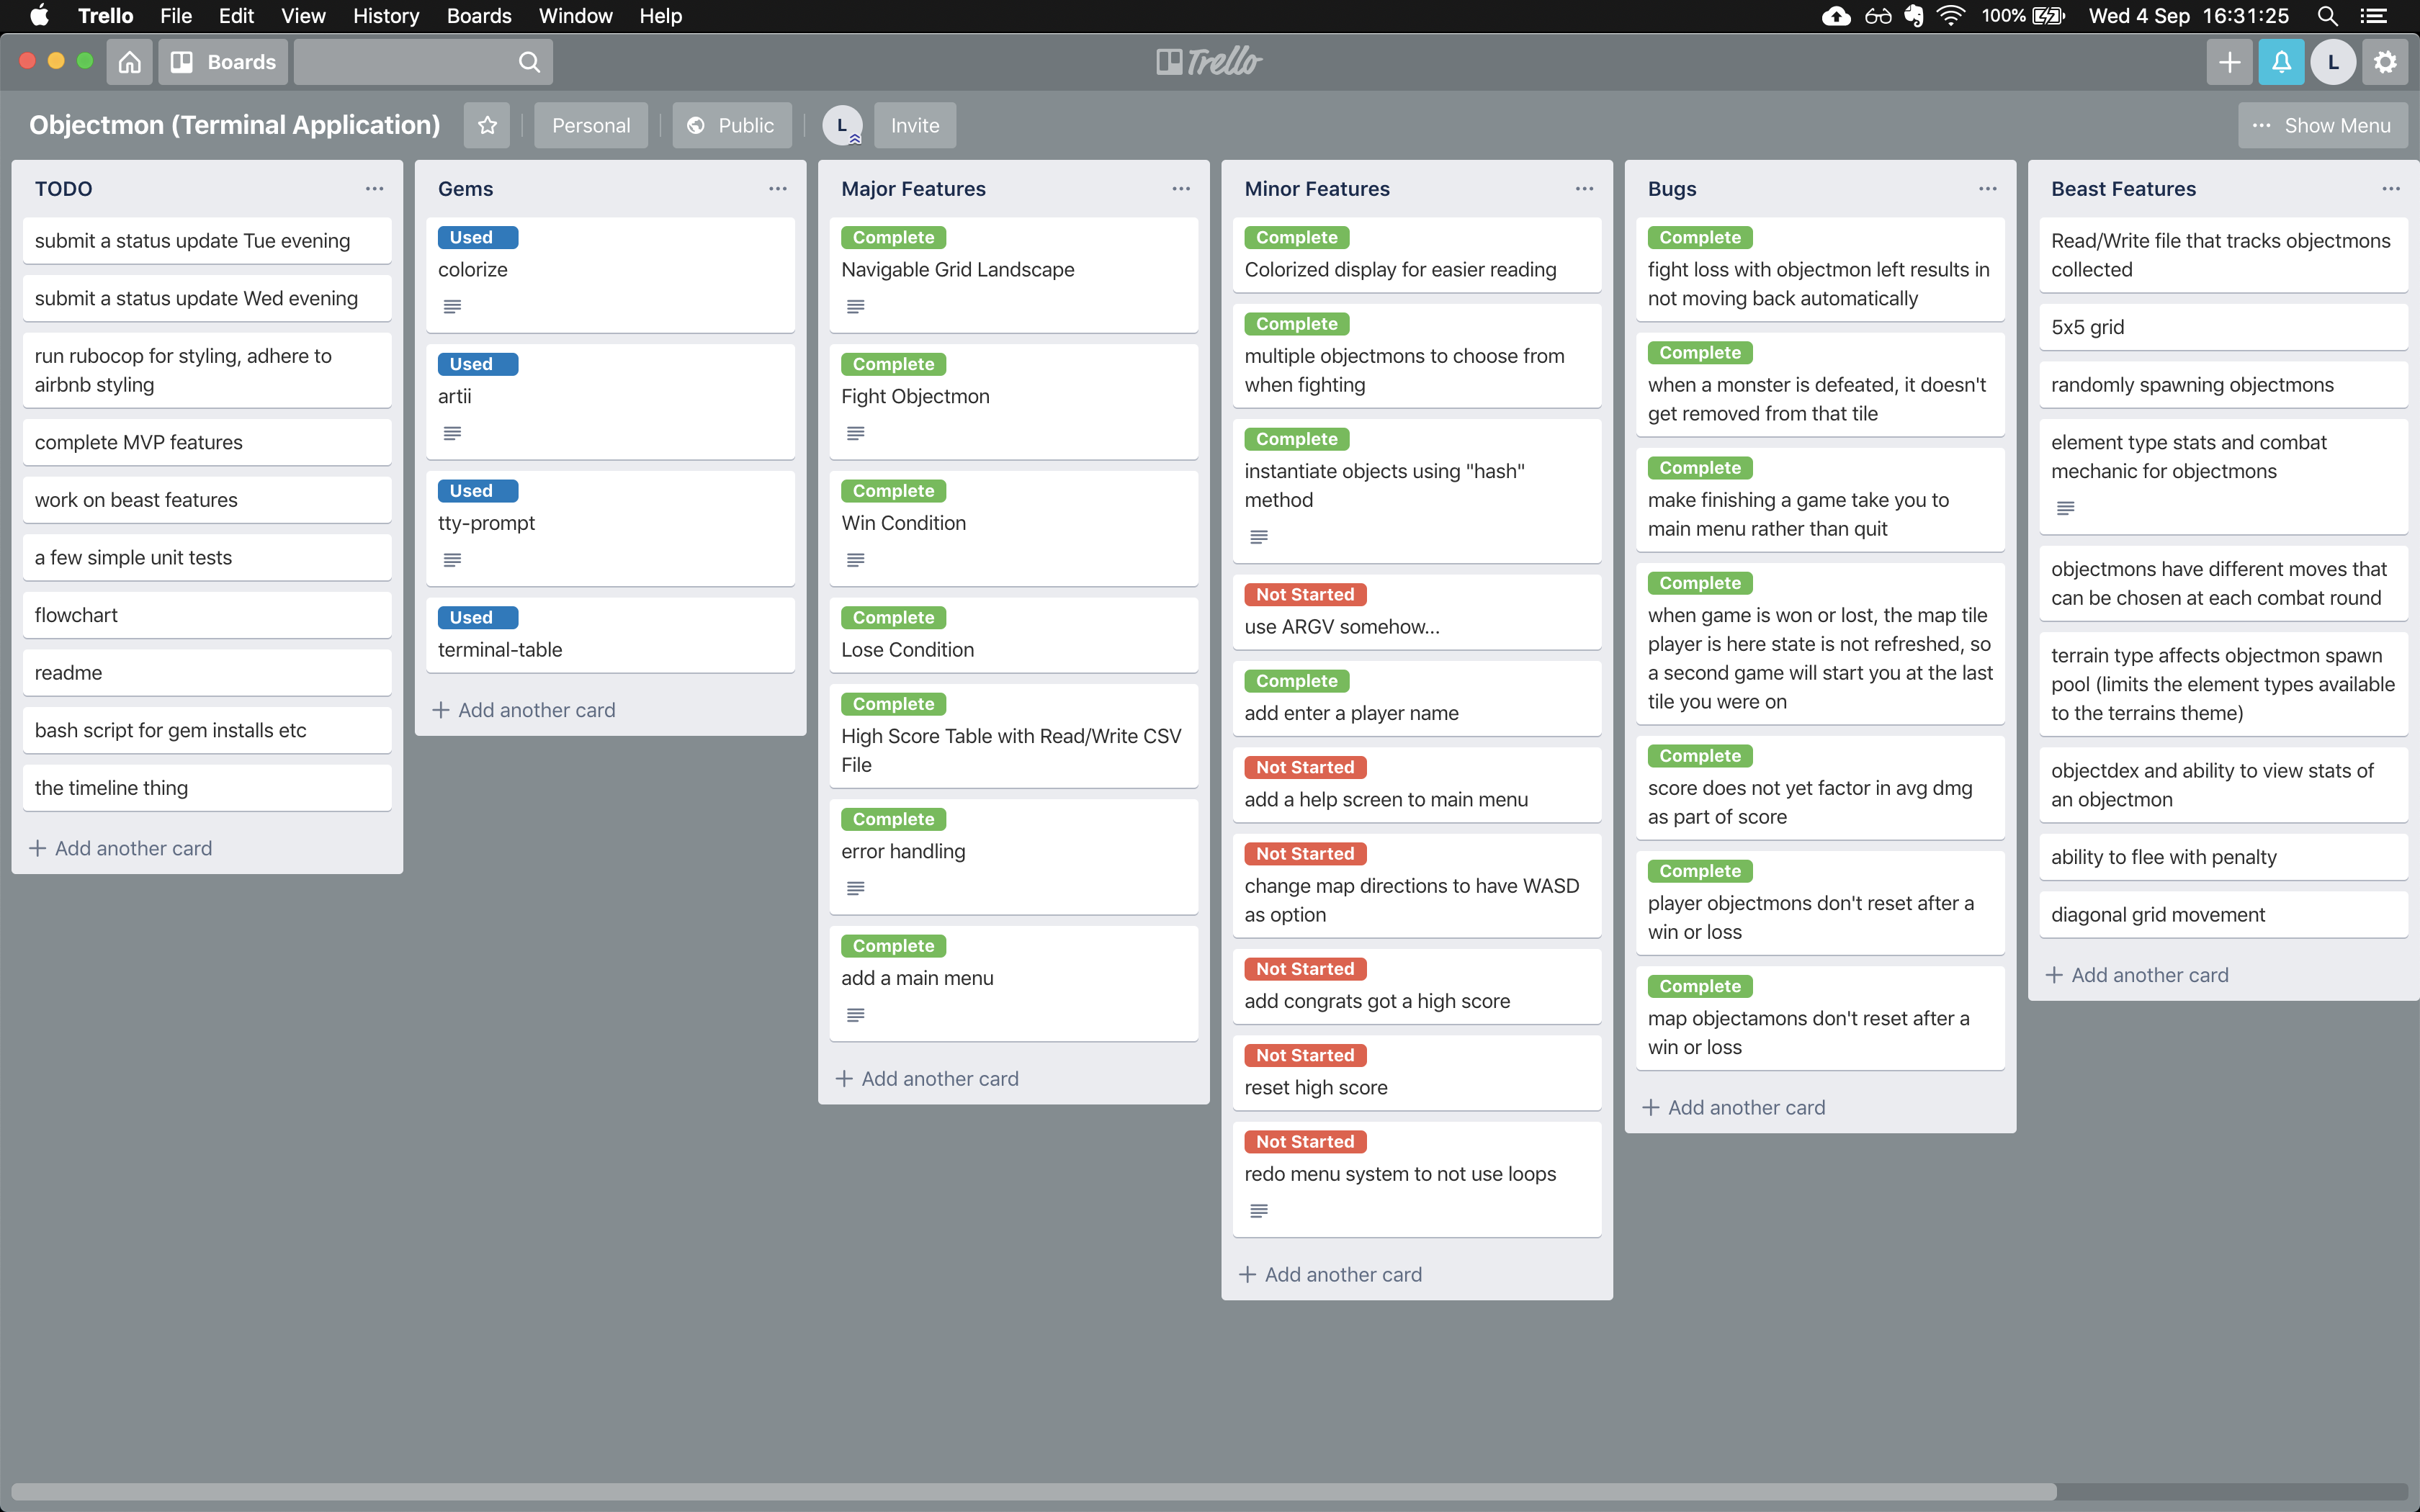 Trello File Edit View History Boards Window Help 100% Wed 4 Sep 16:31:25
Boards Trello L
Objectmon (Terminal Application) Personal Public L Invite ... Show Menu
TODO
submit a status update Tue evening
submit a status update Wed evening
run rubocop for styling, adhere to
airbnb styling
complete MVP features
work on beast features
a few simple unit tests
flowchart
readme
bash script for gem installs etc
the timeline thing
+ Add another card
Gems
Used
colorize
Used
artii
Used
tty-prompt
Used
terminal-table
+ Add another card
Major Features
Complete
Navigable Grid Landscape
Complete
Fight Objectmon
Complete
Win Condition
Complete
Lose Condition
Complete
High Score Table with Read/Write CSV
File
Complete
error handling
Complete
add a main menu
+ Add another card
Minor Features
Complete
Colorized display for easier reading
Complete
multiple objectmons to choose from
when fighting
Complete
instantiate objects using "hash"
method
Not Started
use ARGV somehow...
Complete
add enter a player name
Not Started
add a help screen to main menu
Not Started
change map directions to have WASD
as option
Not Started
add congrats got a high score
Not Started
reset high score
Not Started
redo menu system to not use loops
+ Add another card
Bugs
Complete
fight loss with objectmon left results in
not moving back automatically
Complete
when a monster is defeated, it doesn't
get removed from that tile
Complete
make finishing a game take you to
main menu rather than quit
Complete
when game is won or lost, the map tile
player is here state is not refreshed, so
a second game will start you at the last
tile you were on
Complete
score does not yet factor in avg dmg
as part of score
Complete
player objectmons don't reset after a
win or loss
Complete
map objectamons don't reset after a
win or loss
+ Add another card
Beast Features
Read/Write file that tracks objectmons
collected
5x5 grid
randomly spawning objectmons
element type stats and combat
mechanic for objectmons
objectmons have different moves that
can be chosen at each combat round
terrain type affects objectmon spawn
pool (limits the element types available
to the terrains theme)
objectdex and ability to view stats of
an objectmon
ability to flee with penalty
diagonal grid movement
+ Add another card